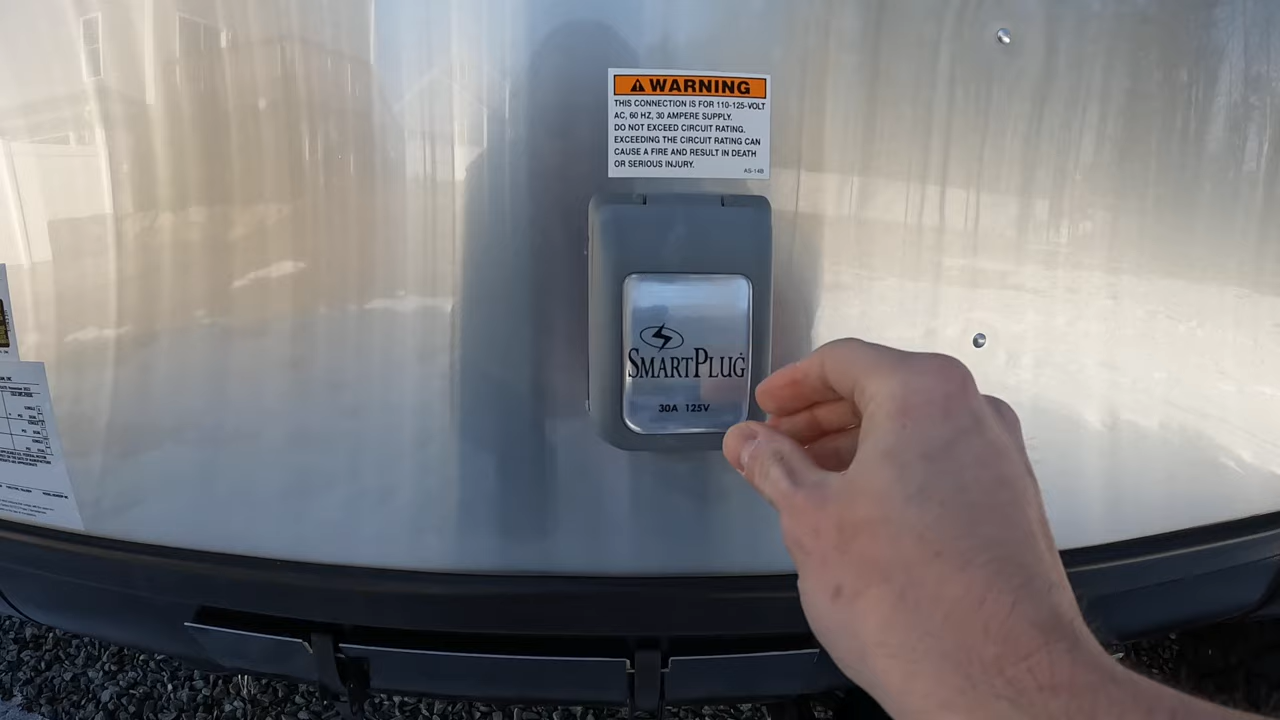 WARNING
THIS CONNECTION IS FOR 110-125-VOLT
AC, 60 HZ, 30 AMPERE SUPPLY.
DO NOT EXCEED CIRCUIT RATING.
EXCEEDING THE CIRCUIT RATING CAN
CAUSE A FIRE AND RESULT IN DEATH
OR SERIOUS INJURY.
AS-14B
SMARTPLUG
30A 125V